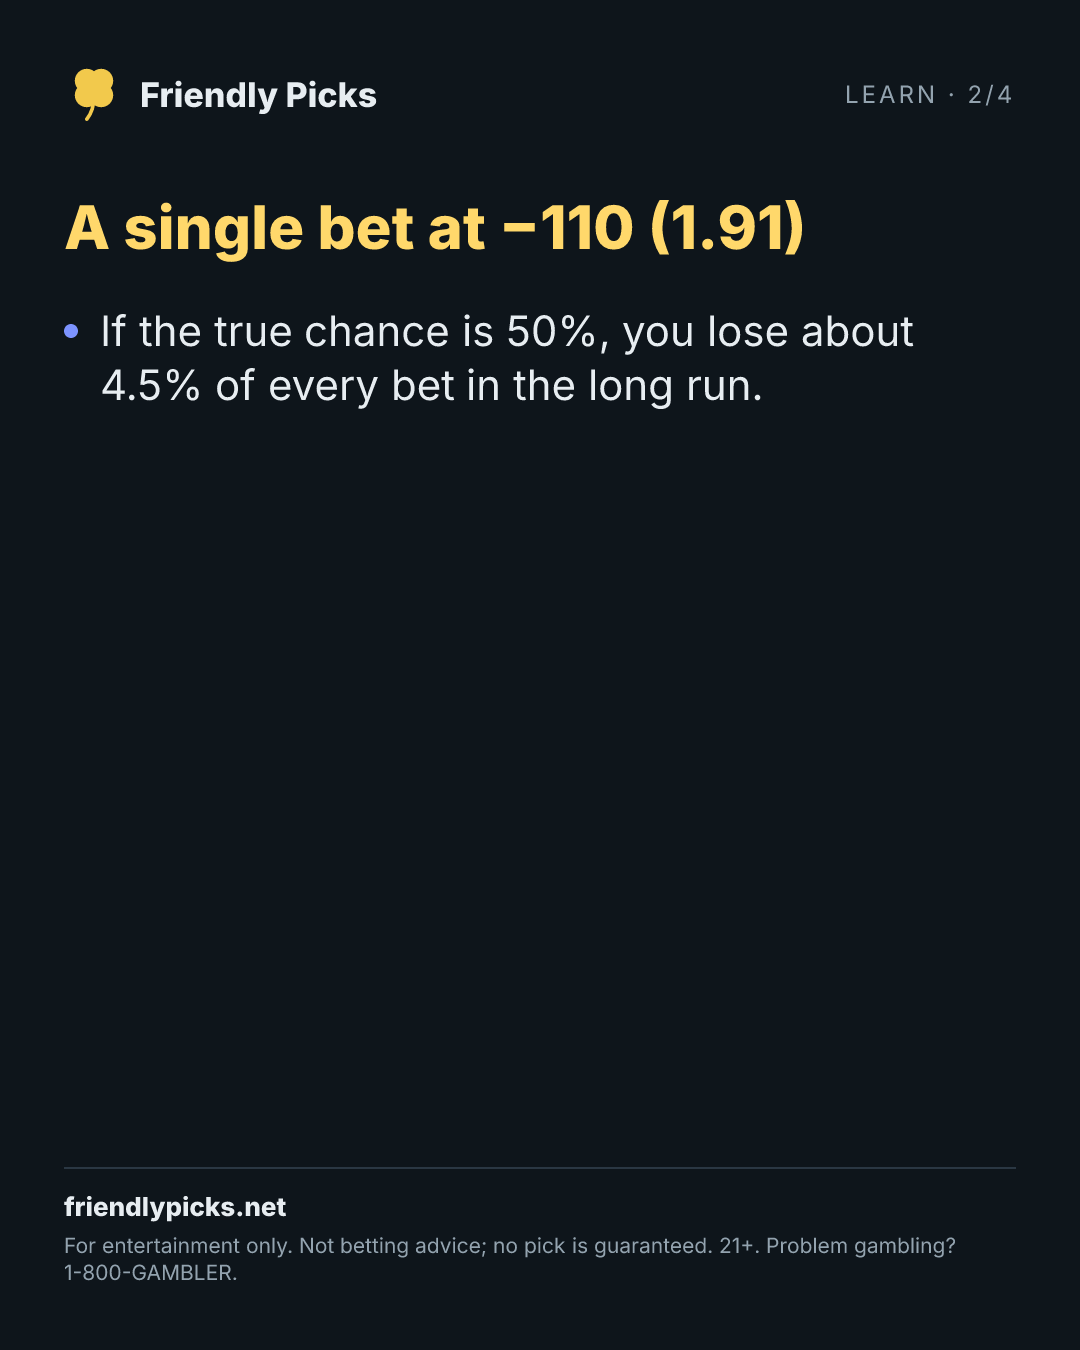 Friendly Picks
LEARN · 2/4
A single bet at −110 (1.91)
• If the true chance is 50%, you lose about
4.5% of every bet in the long run.
friendlypicks.net
For entertainment only. Not betting advice; no pick is guaranteed. 21+. Problem gambling?
1-800-GAMBLER.